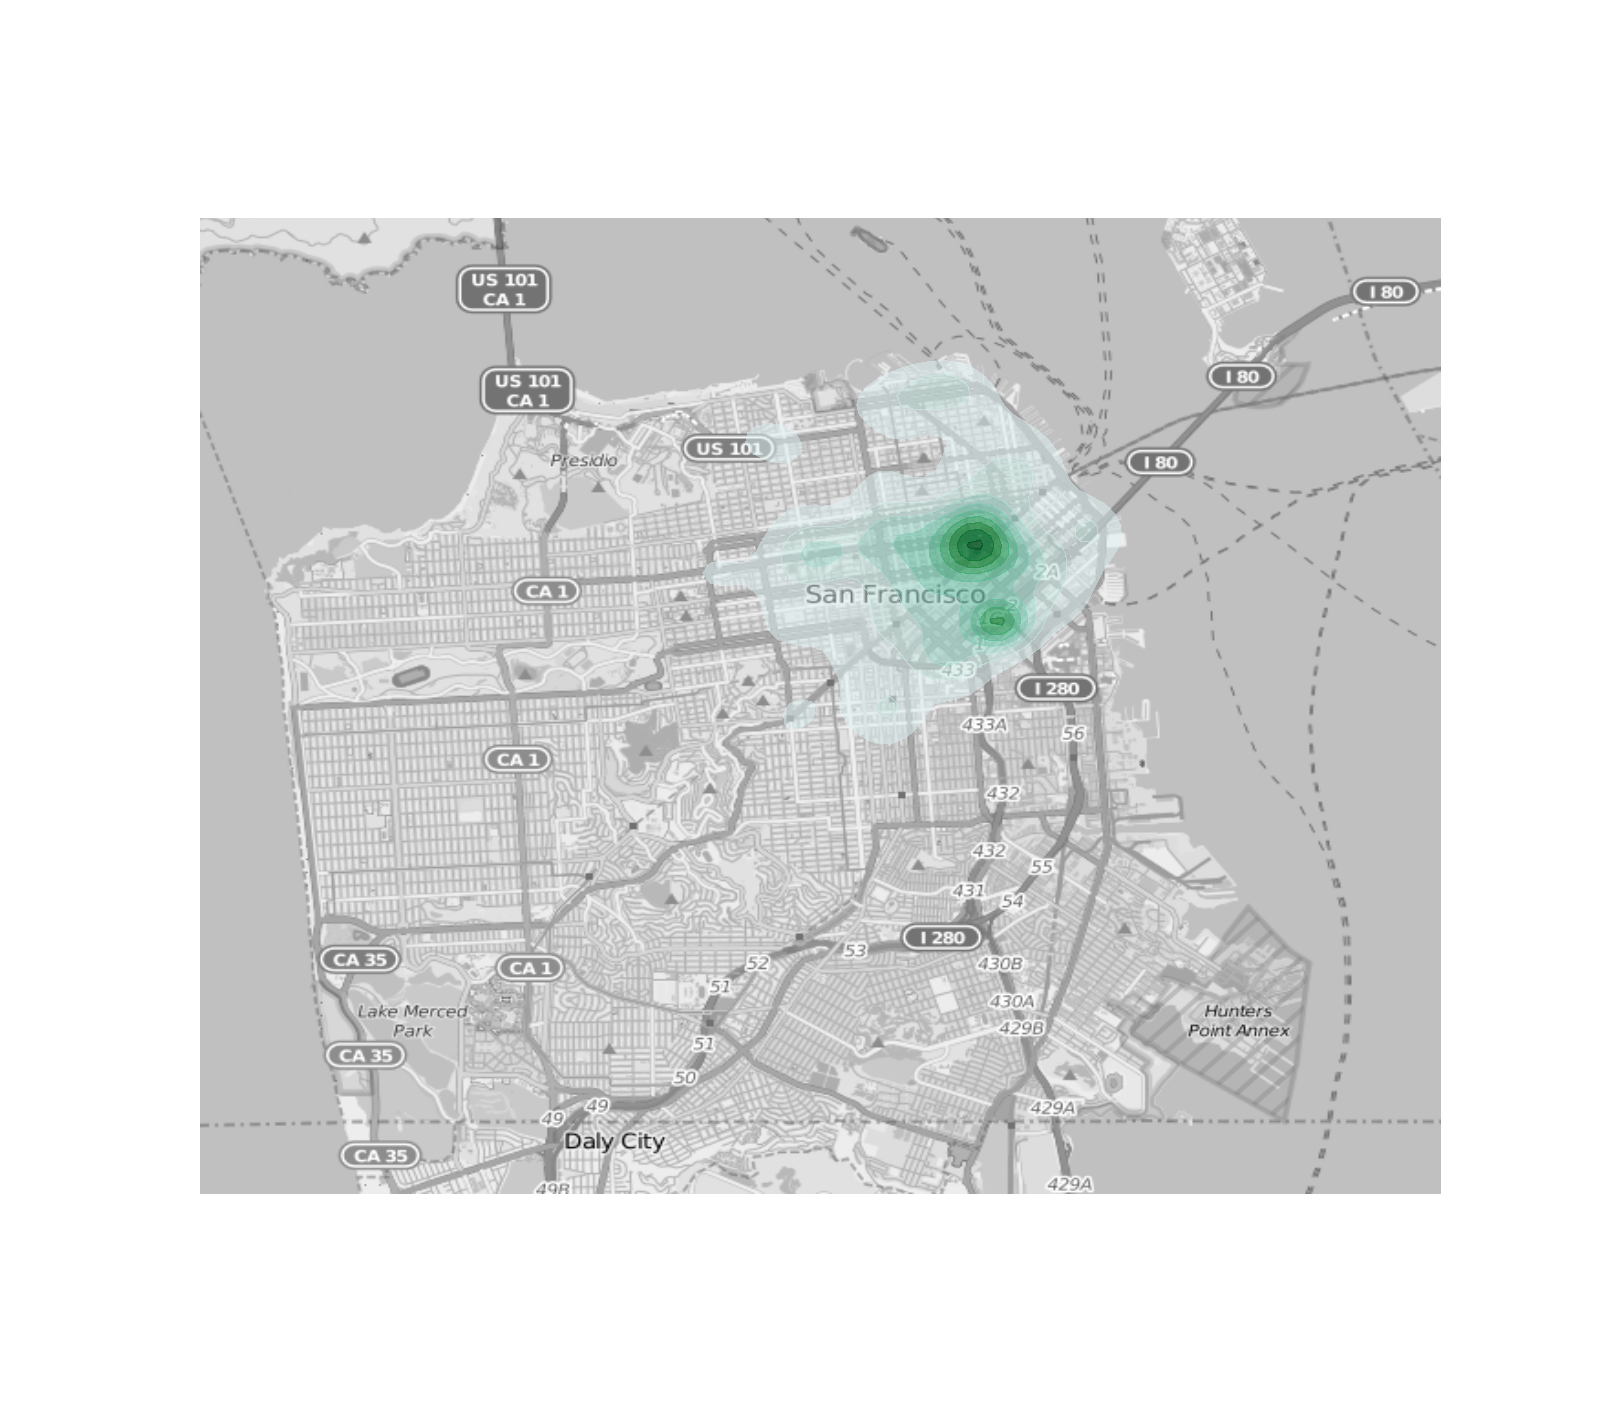 US 101
CA 1
I 80
US 101
CA 1
I 80
US 101
Presidio
I 80
2A
CA 1
San Francisco
2
1
433
I 280
433A
56
CA 1
432
432
55
431
54
I 280
53
CA 35
CA 1
52
430B
51
430A
Lake Merced
Park
Hunters
Point Annex
429B
51
CA 35
50
49
49
429A
Daly City
CA 35
49B
429A